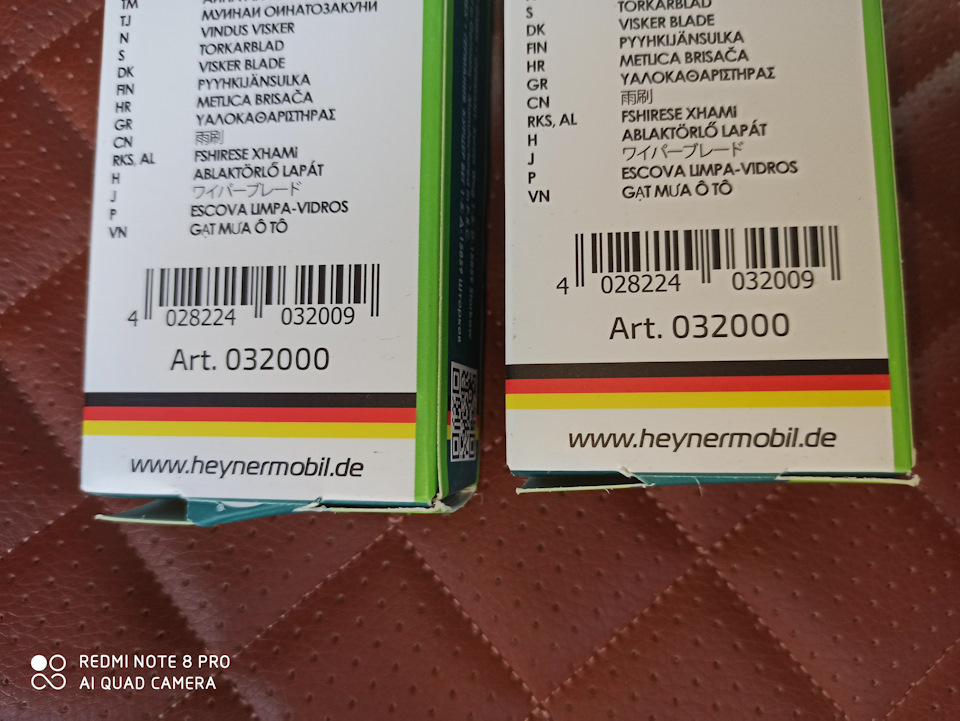 TM
TJ МУИНАИ ОИНАТОЗАКУНИ
N VINDUS VISKER
S TORKARBLAD
DK VISKER BLADE
FIN PYYHKIJÄNSULKA
HR METLICA BRISAČA
GR ΥΑΛΟΚΑΘΑΡΙΣΤΗΡΑΣ
CN 雨刷
RKS, AL FSHIRESE XHAMi
H ABLAKTÖRLŐ LAPÁT
J ワイパーブレード
P ESCOVA LIMPA-VIDROS
VN GẠT MƯA Ô TÔ
4 028224 032009
Art. 032000
www.heynermobil.de
S TORKARBLAD
DK VISKER BLADE
FIN PYYHKIJÄNSULKA
HR METLICA BRISAČA
GR ΥΑΛΟΚΑΘΑΡΙΣΤΗΡΑΣ
CN 雨刷
RKS, AL FSHIRESE XHAMi
H ABLAKTÖRLŐ LAPÁT
J ワイパーブレード
P ESCOVA LIMPA-VIDROS
VN GẠT MƯA Ô TÔ
4 028224 032009
Art. 032000
www.heynermobil.de
REDMI NOTE 8 PRO
AI QUAD CAMERA